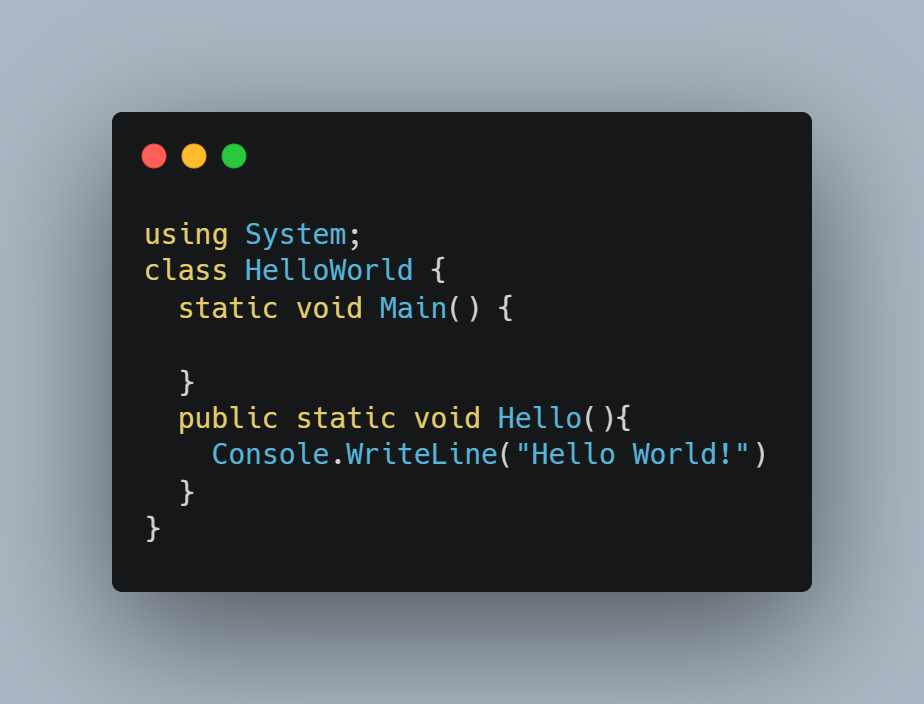 using System;
class HelloWorld {
  static void Main() {

  }
  public static void Hello(){
    Console.WriteLine("Hello World!")
  }
}